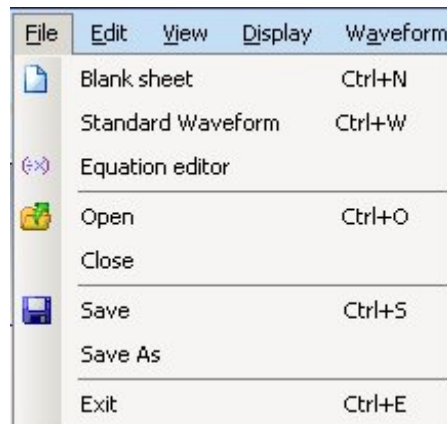 File Edit View Display Waveform
Blank sheet Ctrl+N
Standard Waveform Ctrl+W
Equation editor
Open Ctrl+O
Close
Save Ctrl+S
Save As
Exit Ctrl+E